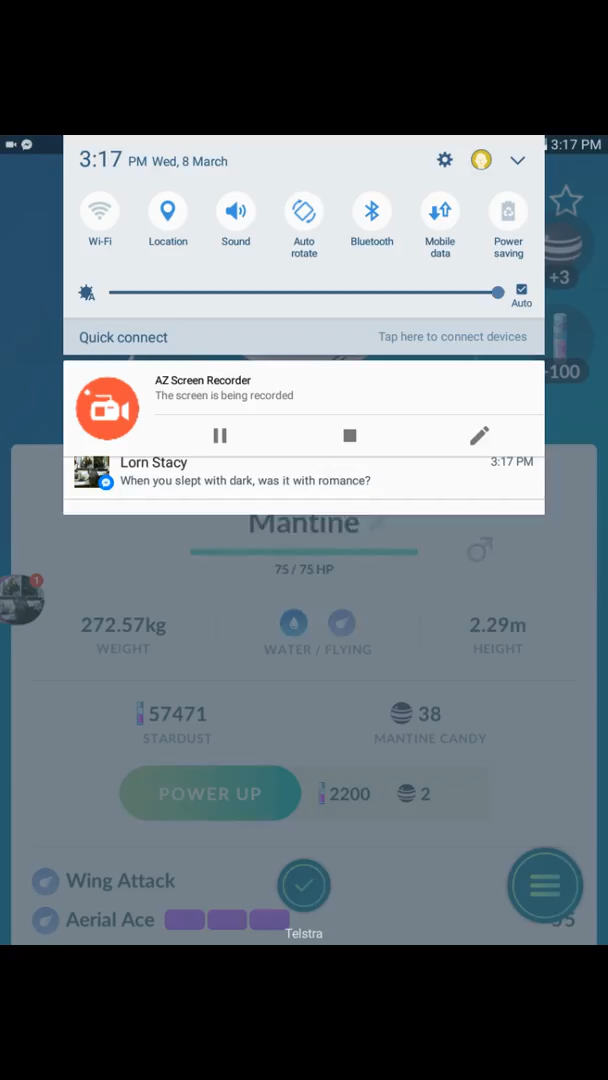 3:17 PM
3:17 PM Wed, 8 March
Wi-Fi
Location
Sound
Auto
rotate
Bluetooth
Mobile
data
Power
saving
A
Auto
+3
Quick connect
Tap here to connect devices
-100
AZ Screen Recorder
The screen is being recorded
Lorn Stacy
3:17 PM
When you slept with dark, was it with romance?
Mantine
75 / 75 HP
1
272.57kg
WEIGHT
WATER / FLYING
2.29m
HEIGHT
57471
STARDUST
38
MANTINE CANDY
POWER UP
2200
2
Wing Attack
Aerial Ace
55
Telstra